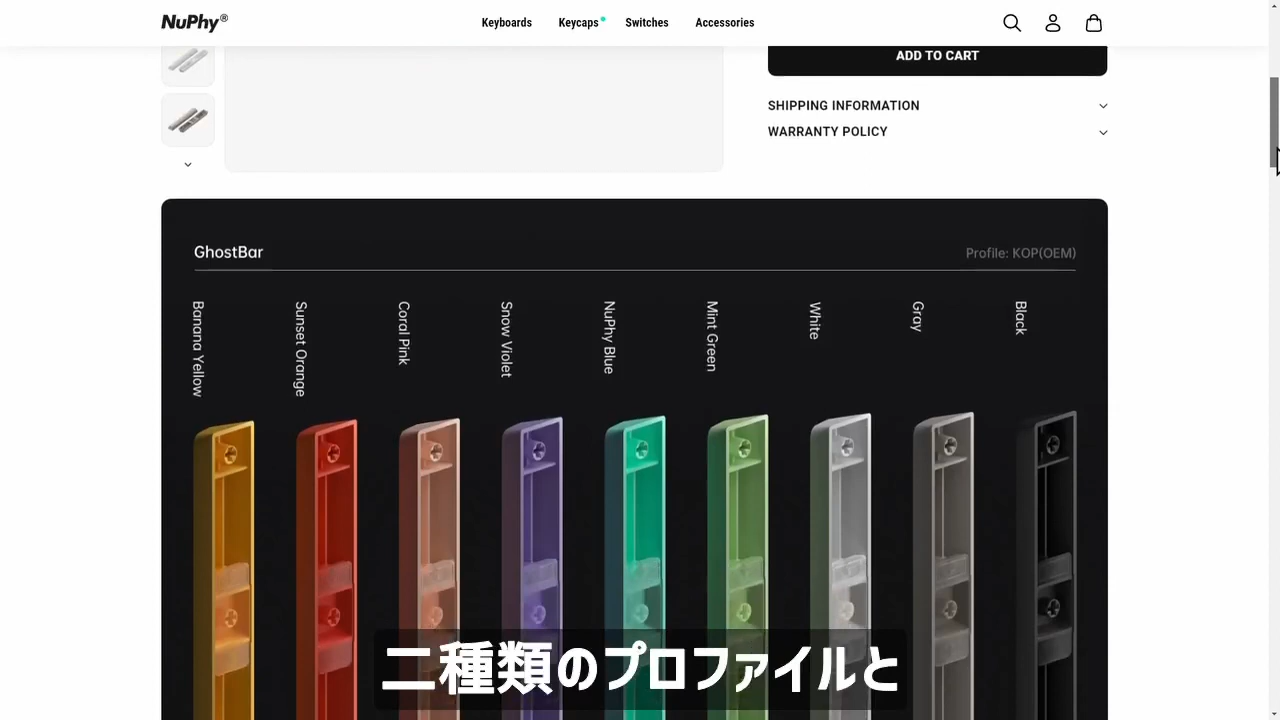 NuPhy®
Keyboards
Keycaps
Switches
Accessories
ADD TO CART
SHIPPING INFORMATION
WARRANTY POLICY
GhostBar
Profile: KOP(OEM)
Banana Yellow
Sunset Orange
Coral Pink
Snow Violet
NuPhy Blue
Mint Green
White
Gray
Black
二種類のプロファイルと